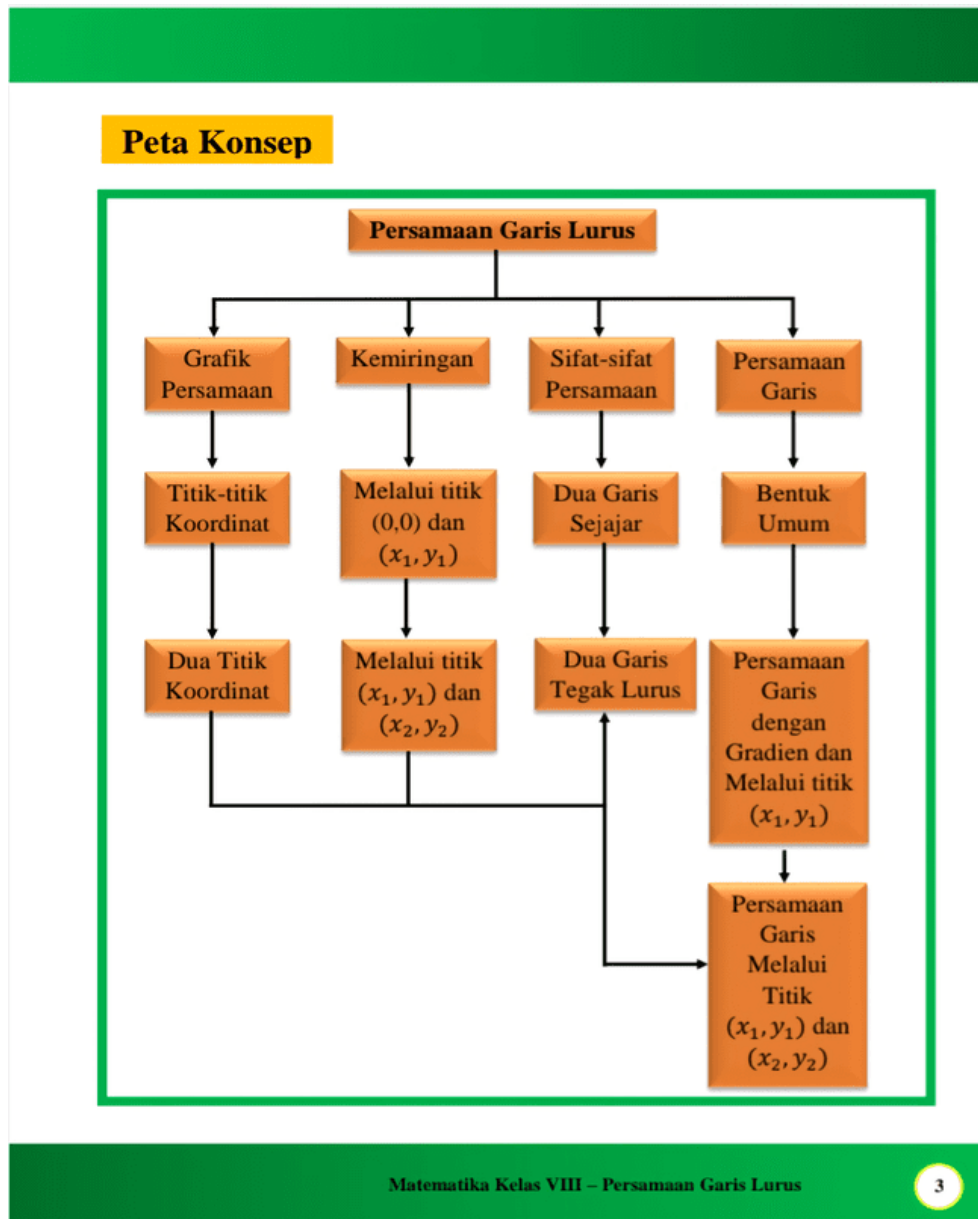 Peta Konsep
Persamaan Garis Lurus
Grafik
Persamaan
Kemiringan
Sifat-sifat
Persamaan
Persamaan
Garis
Titik-titik
Koordinat
Melalui titik
(0,0) dan
(x₁, y₁)
Dua Garis
Sejajar
Bentuk
Umum
Dua Titik
Koordinat
Melalui titik
(x₁, y₁) dan
(x₂, y₂)
Dua Garis
Tegak Lurus
Persamaan
Garis
dengan
Gradien dan
Melalui titik
(x₁, y₁)
Persamaan
Garis
Melalui
Titik
(x₁, y₁) dan
(x₂, y₂)
Matematika Kelas VIII – Persamaan Garis Lurus
3